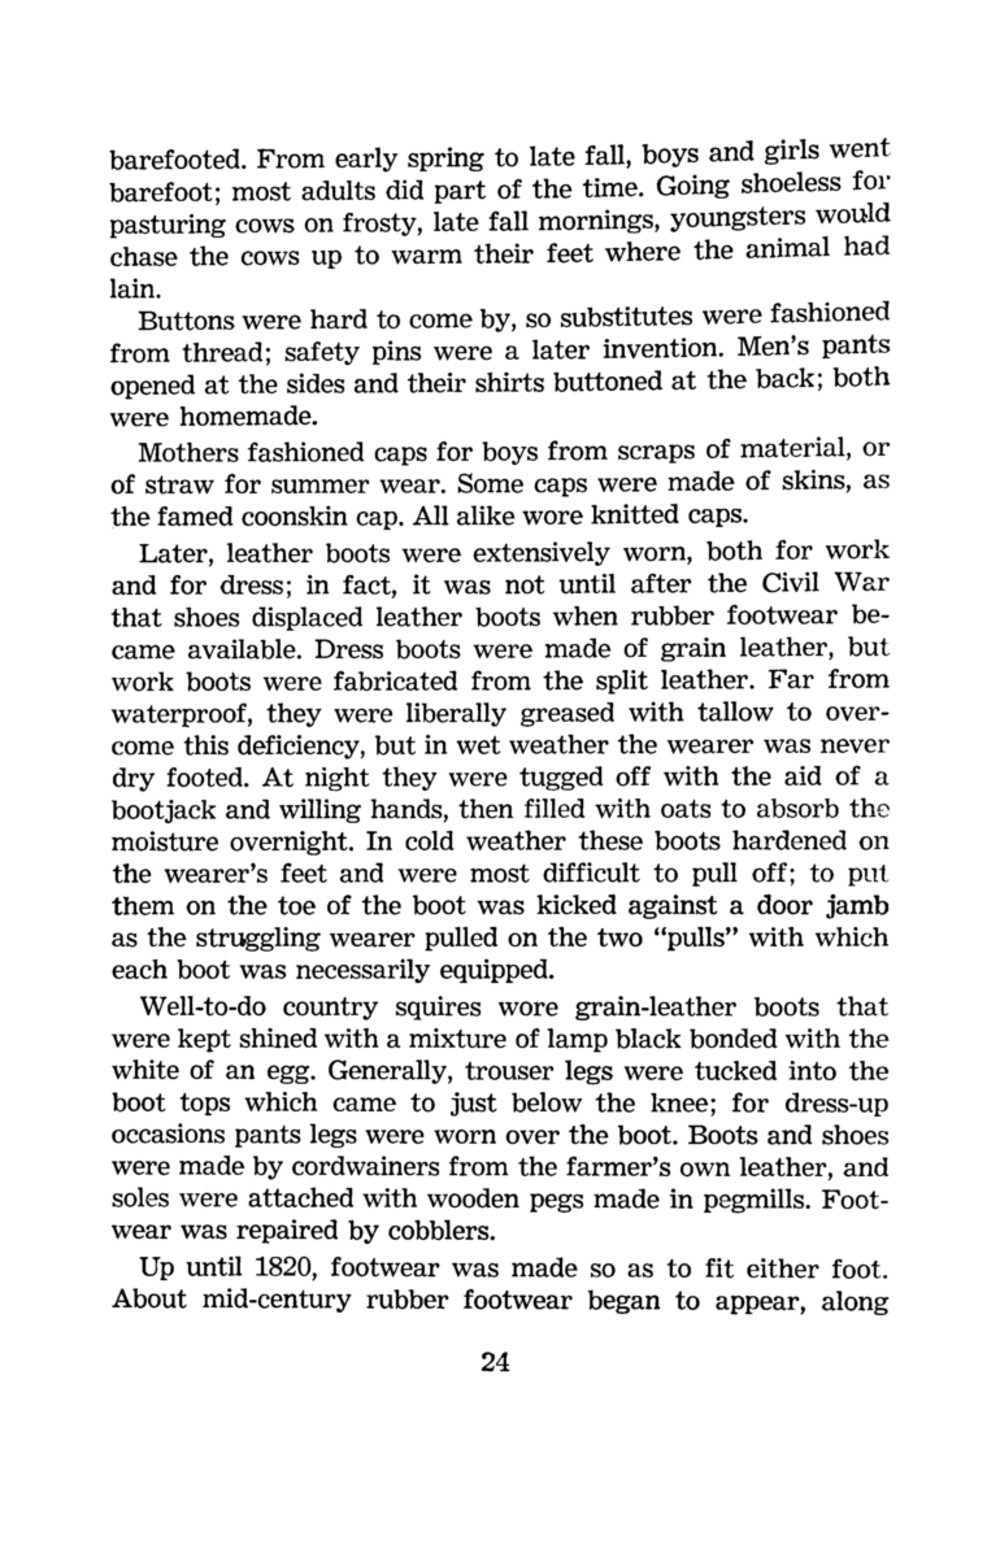 barefooted. From early spring to late fall, boys and girls went
barefoot; most adults did part of the time. Going shoeless for
pasturing cows on frosty, late fall mornings, youngsters would
chase the cows up to warm their feet where the animal had
lain.
Buttons were hard to come by, so substitutes were fashioned
from thread; safety pins were a later invention. Men's pants
opened at the sides and their shirts buttoned at the back; both
were homemade.
Mothers fashioned caps for boys from scraps of material, or
of straw for summer wear. Some caps were made of skins, as
the famed coonskin cap. All alike wore knitted caps.
Later, leather boots were extensively worn, both for work
and for dress; in fact, it was not until after the Civil War
that shoes displaced leather boots when rubber footwear be-
came available. Dress boots were made of grain leather, but
work boots were fabricated from the split leather. Far from
waterproof, they were liberally greased with tallow to over-
come this deficiency, but in wet weather the wearer was never
dry footed. At night they were tugged off with the aid of a
bootjack and willing hands, then filled with oats to absorb the
moisture overnight. In cold weather these boots hardened on
the wearer's feet and were most difficult to pull off; to put
them on the toe of the boot was kicked against a door jamb
as the struggling wearer pulled on the two “pulls” with which
each boot was necessarily equipped.
Well-to-do country squires wore grain-leather boots that
were kept shined with a mixture of lamp black bonded with the
white of an egg. Generally, trouser legs were tucked into the
boot tops which came to just below the knee; for dress-up
occasions pants legs were worn over the boot. Boots and shoes
were made by cordwainers from the farmer's own leather, and
soles were attached with wooden pegs made in pegmills. Foot-
wear was repaired by cobblers.
Up until 1820, footwear was made so as to fit either foot.
About mid-century rubber footwear began to appear, along
24